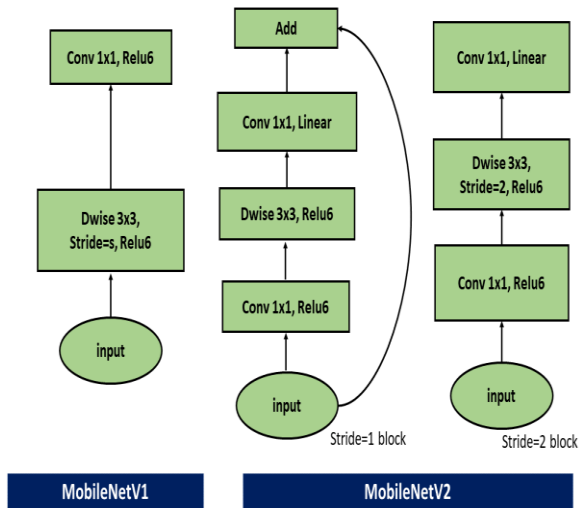 Conv 1x1, Relu6
Dwise 3x3,
Stride=s, Relu6
input
MobileNetV1
Add
Conv 1x1, Linear
Dwise 3x3, Relu6
Conv 1x1, Relu6
input
Stride=1 block
Conv 1x1, Linear
Dwise 3x3,
Stride=2, Relu6
Conv 1x1, Relu6
input
Stride=2 block
MobileNetV2